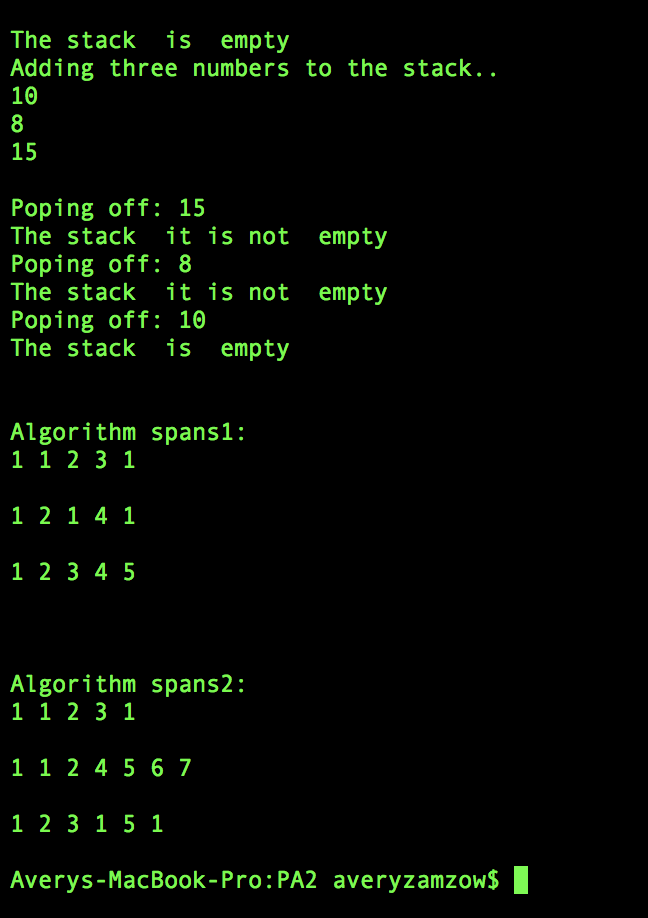 The stack  is  empty
Adding three numbers to the stack..
10
8
15
Poping off: 15
The stack  it is not  empty
Poping off: 8
The stack  it is not  empty
Poping off: 10
The stack  is  empty
Algorithm spans1:
1 1 2 3 1
1 2 1 4 1
1 2 3 4 5
Algorithm spans2:
1 1 2 3 1
1 1 2 4 5 6 7
1 2 3 1 5 1
Averys-MacBook-Pro:PA2 averyzamzow$